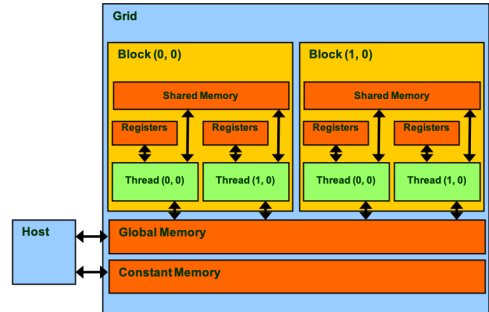 Grid
Block (0, 0)
Block (1, 0)
Shared Memory
Shared Memory
Registers
Registers
Registers
Registers
Thread (0, 0)
Thread (1, 0)
Thread (0, 0)
Thread (1, 0)
Host
Global Memory
Constant Memory